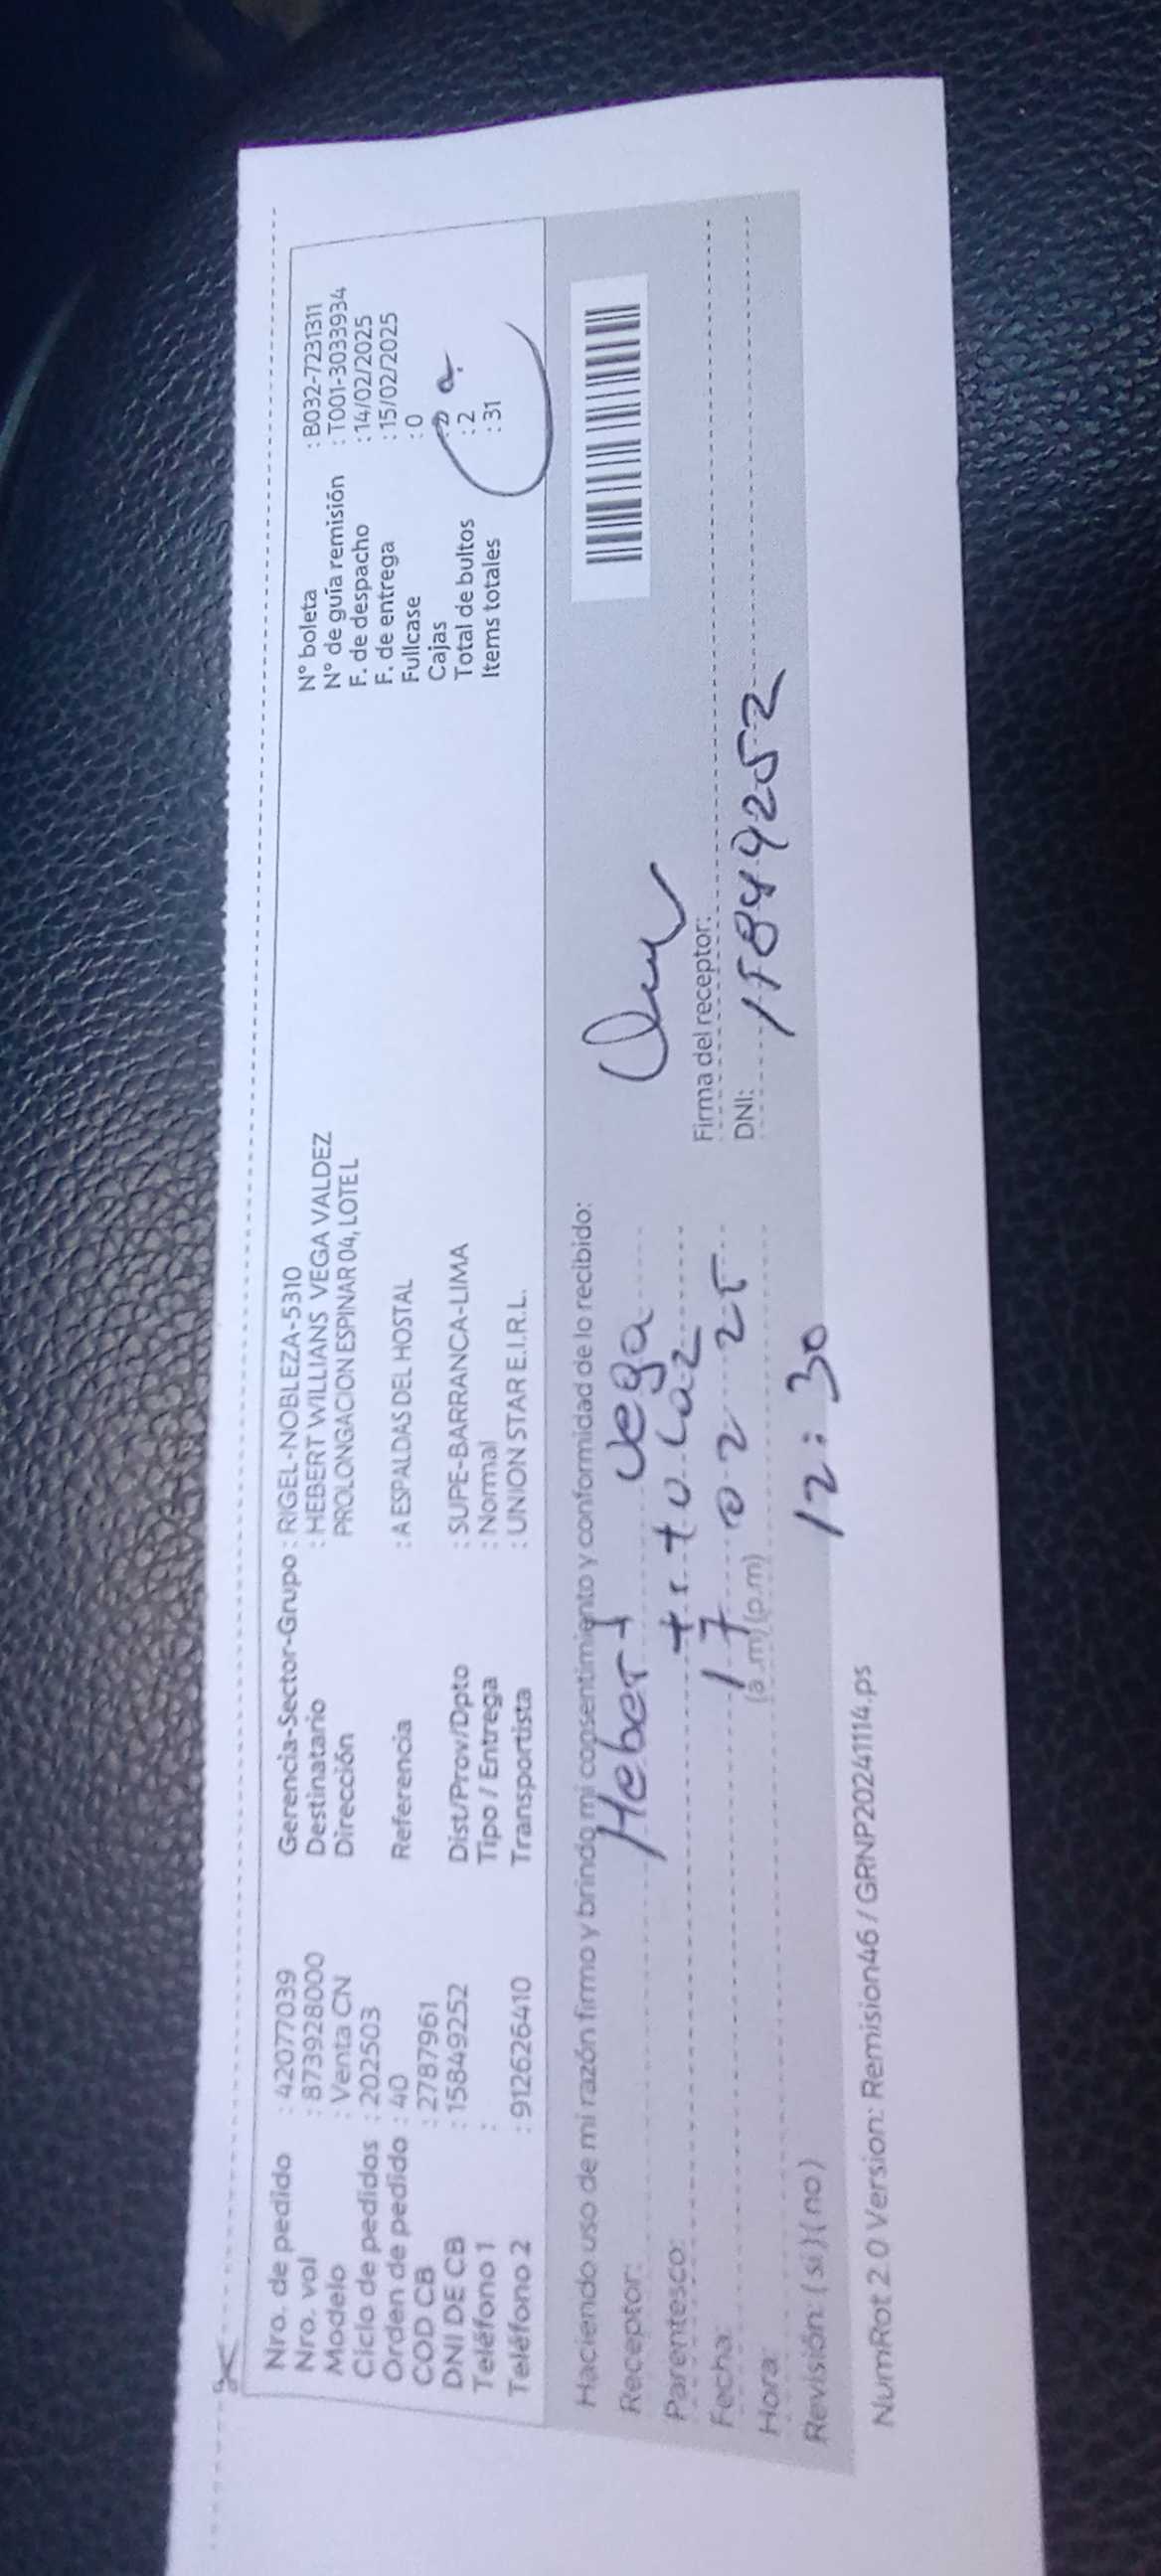 Nro. de pedido : 42077039
Nro. val : 873928000
Modelo : Venta CN
Ciclo de pedidos : 202503
Orden de pedido : 40
COD CB : 2787961
DNI DE CB : 15849252
Teléfono 1 :
Teléfono 2 : 912626410
Gerencia-Sector-Grupo : RIGEL-NOBLEZA-5310
Destinatario : HEBERT WILLIANS VEGA VALDEZ
Dirección PROLONGACION ESPINAR 04, LOTE L
Referencia : A ESPALDAS DEL HOSTAL
Dist/Prov/Dpto : SUPE-BARRANCA-LIMA
Tipo / Entrega : Normal
Transportista : UNION STAR E.I.R.L.
N° boleta : B032-7231311
N° de guía remisión : T001-3033934
F. de despacho : 14/02/2025
F. de entrega : 15/02/2025
Fullcase : 0
Cajas : 2
Total de bultos : 2
Items totales : 31
Haciendo uso de mi razón firmo y brindo mi consentimiento y conformidad de lo recibido:
Receptor: Hebert Vega
Parentesco:
Fecha: 17 02 25
Hora: (a.m) (p.m) 12:30
Revisión: (si) (no)
Firma del receptor:
DNI: 15849252
NumRot 2.0 Version: Remision46 / GRNP20241114.ps